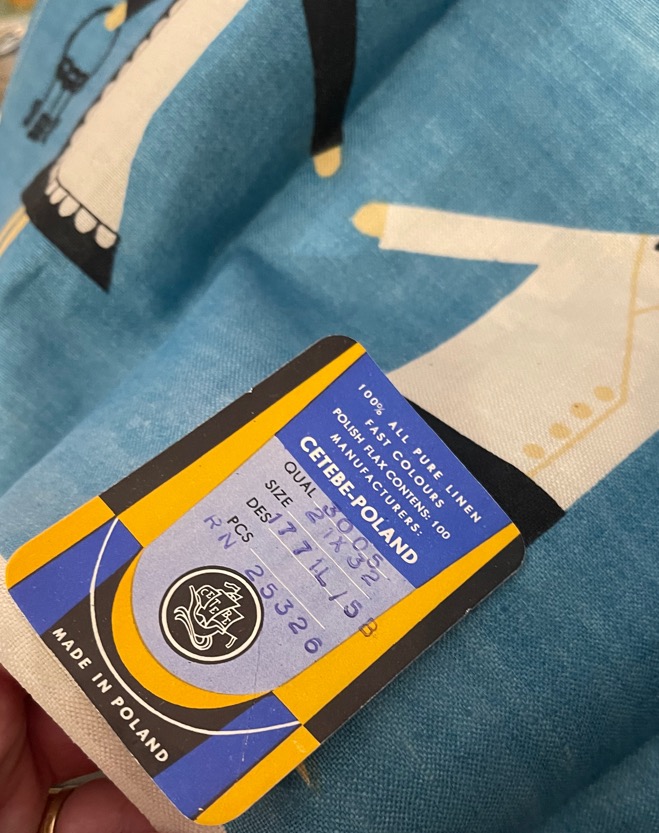 100% ALL PURE LINEN
FAST COLOURS
POLISH FLAX CONTENS: 100
MANUFACTURERS:
CETEBE-POLAND
QUAL 3005
SIZE 21X32
DES 1771L/5B
PCS
RN 25326
CETEBE
MADE IN POLAND